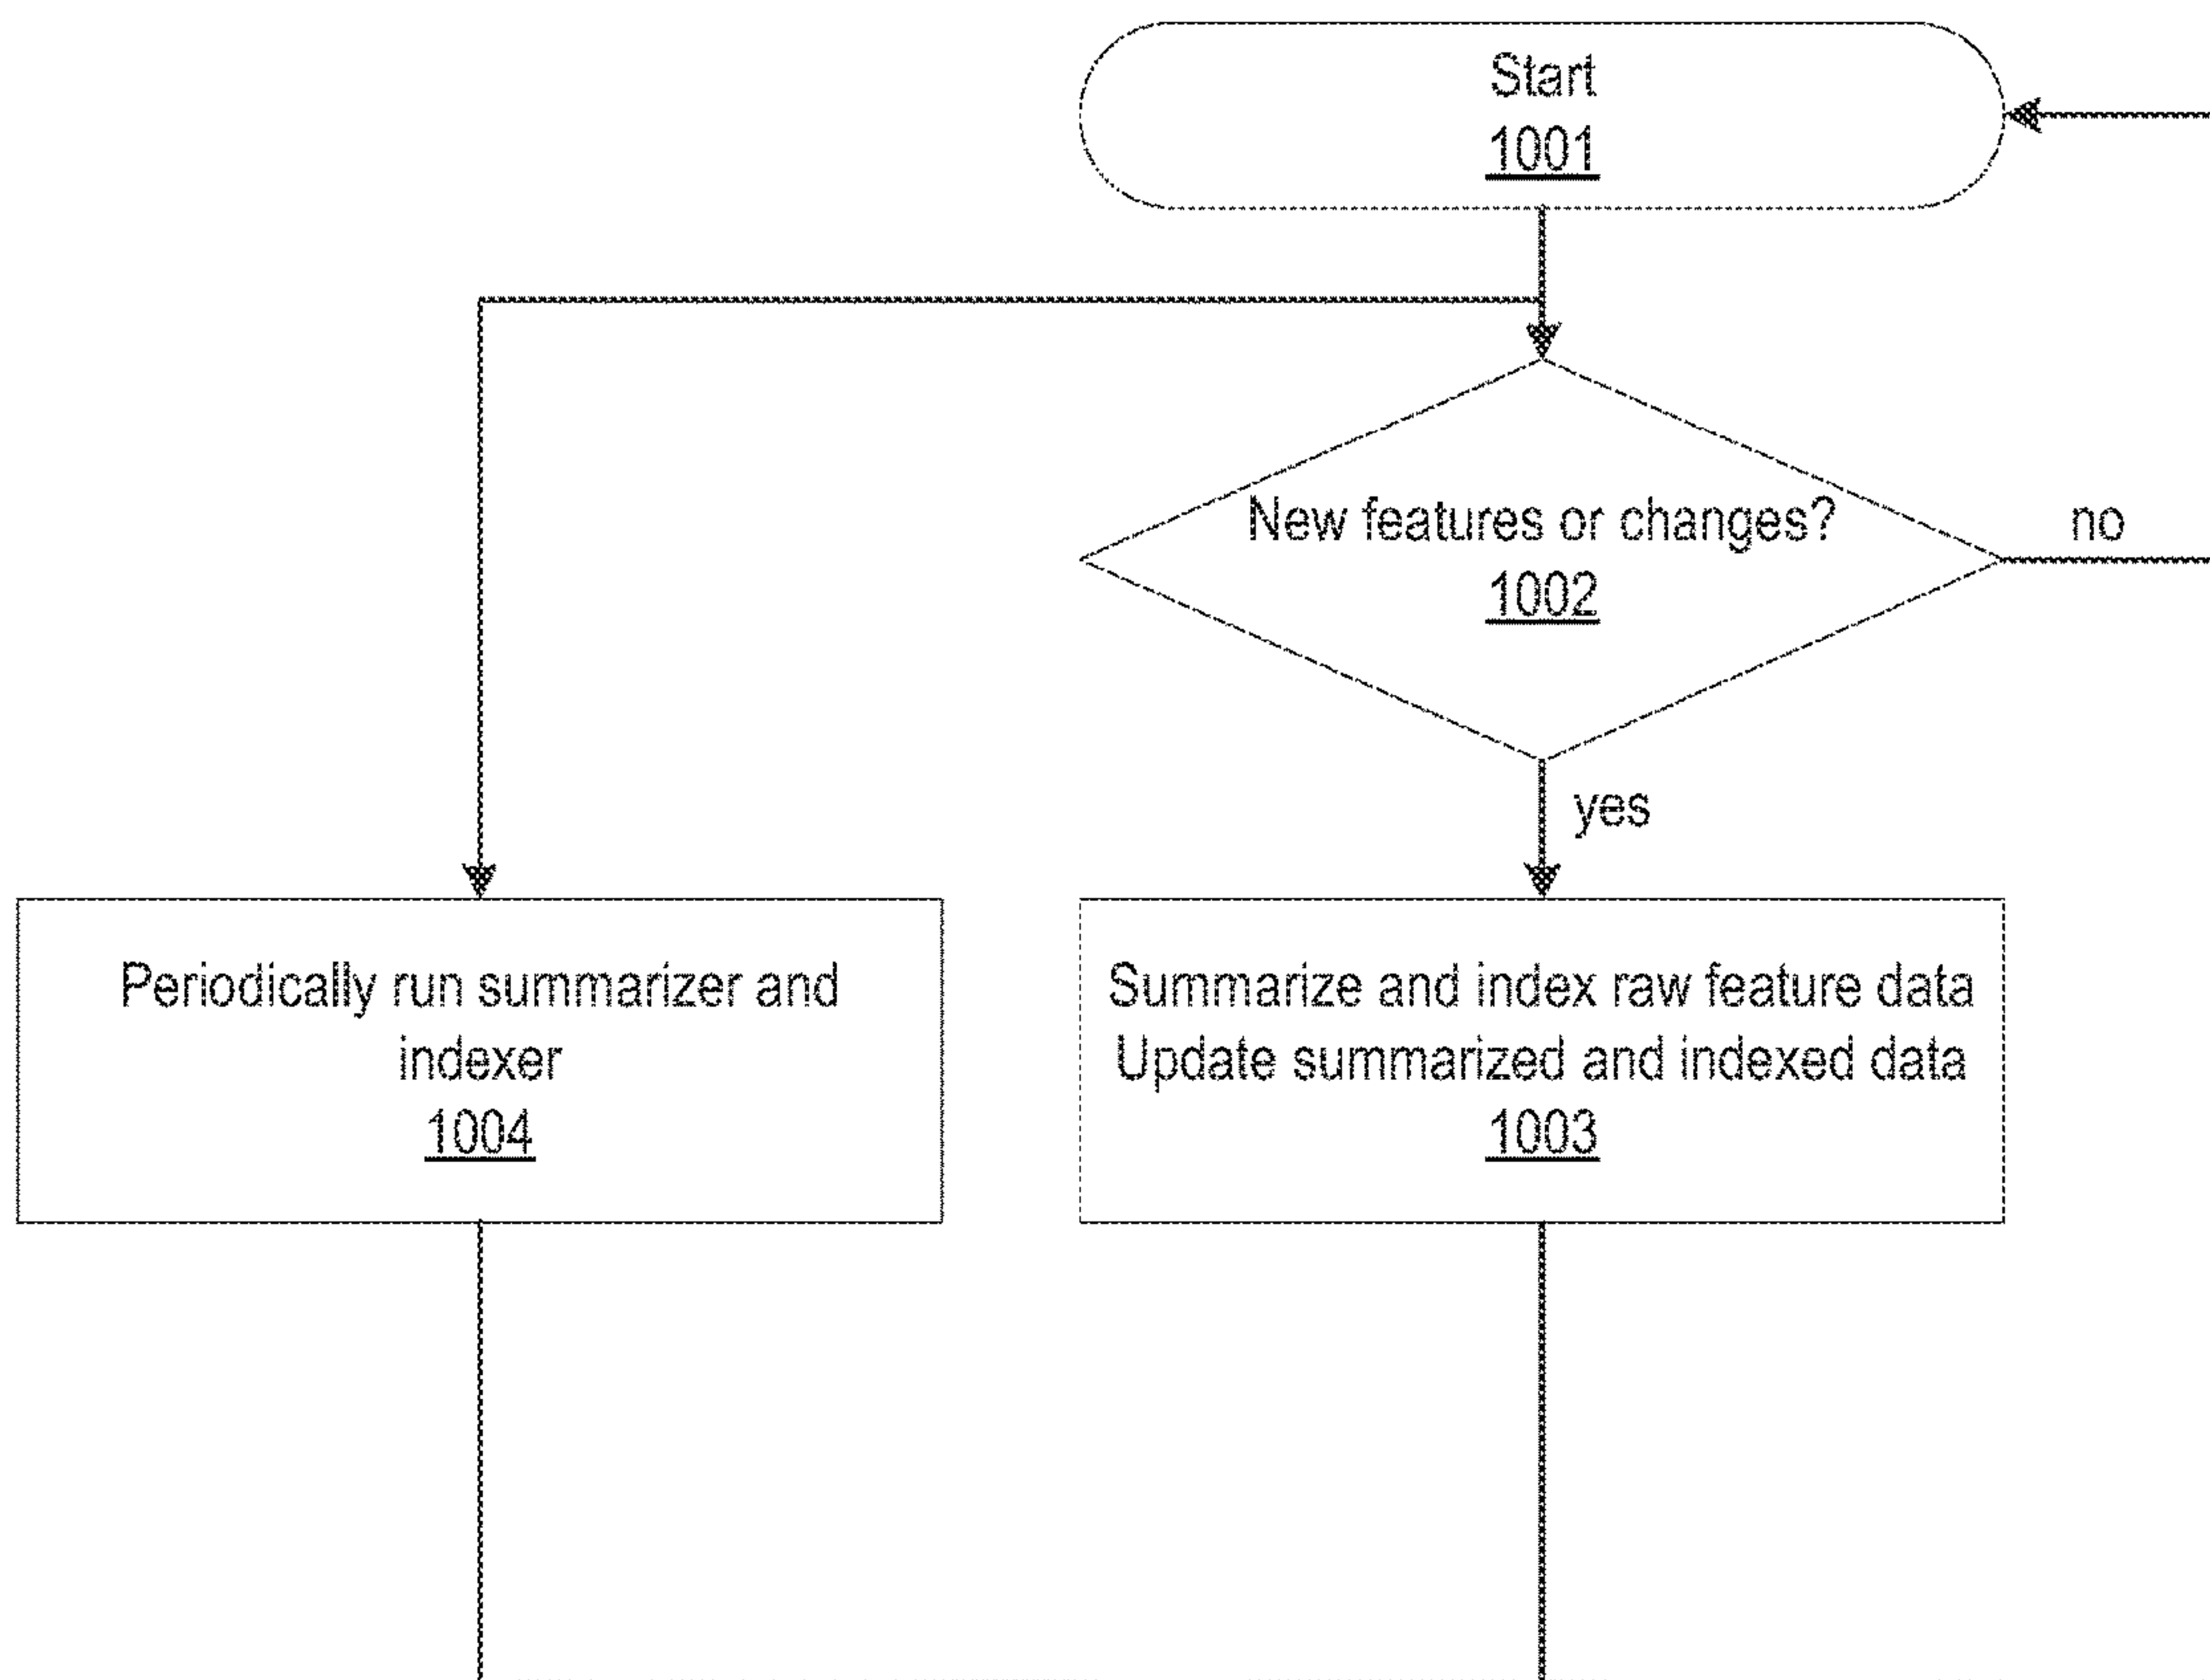 Start
1001
New features or changes?
1002
no
yes
Periodically run summarizer and
indexer
1004
Summarize and index raw feature data
Update summarized and indexed data
1003